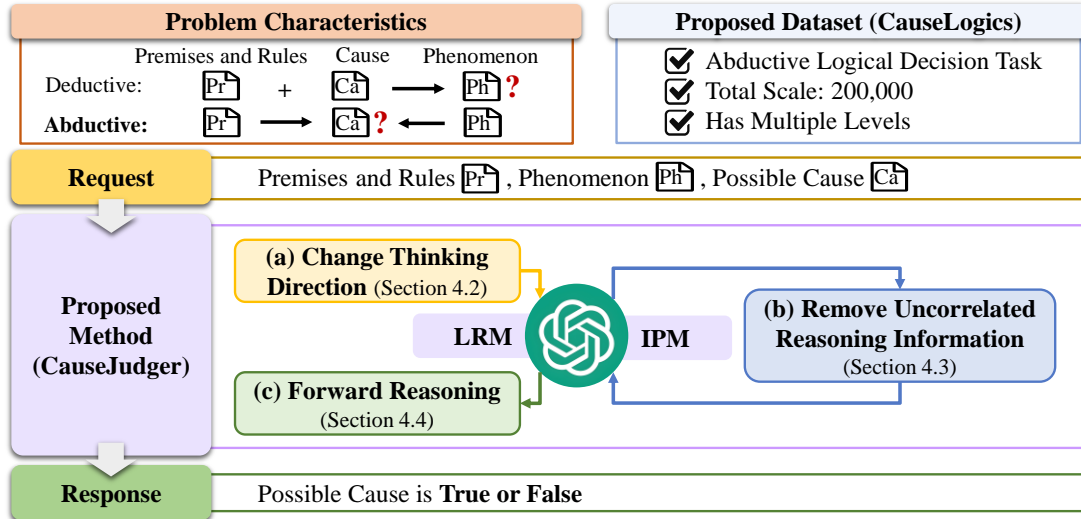 Problem Characteristics
Premises and Rules Cause Phenomenon
Deductive: Pr + Ca Ph ?
Abductive: Pr Ca ? Ph
Proposed Dataset (CauseLogics)
Abductive Logical Decision Task
Total Scale: 200,000
Has Multiple Levels
Request
Premises and Rules Pr , Phenomenon Ph , Possible Cause Ca
Proposed
Method
(CauseJudger)
(a) Change Thinking
Direction (Section 4.2)
LRM
IPM
(b) Remove Uncorrelated
Reasoning Information
(Section 4.3)
(c) Forward Reasoning
(Section 4.4)
Response
Possible Cause is True or False